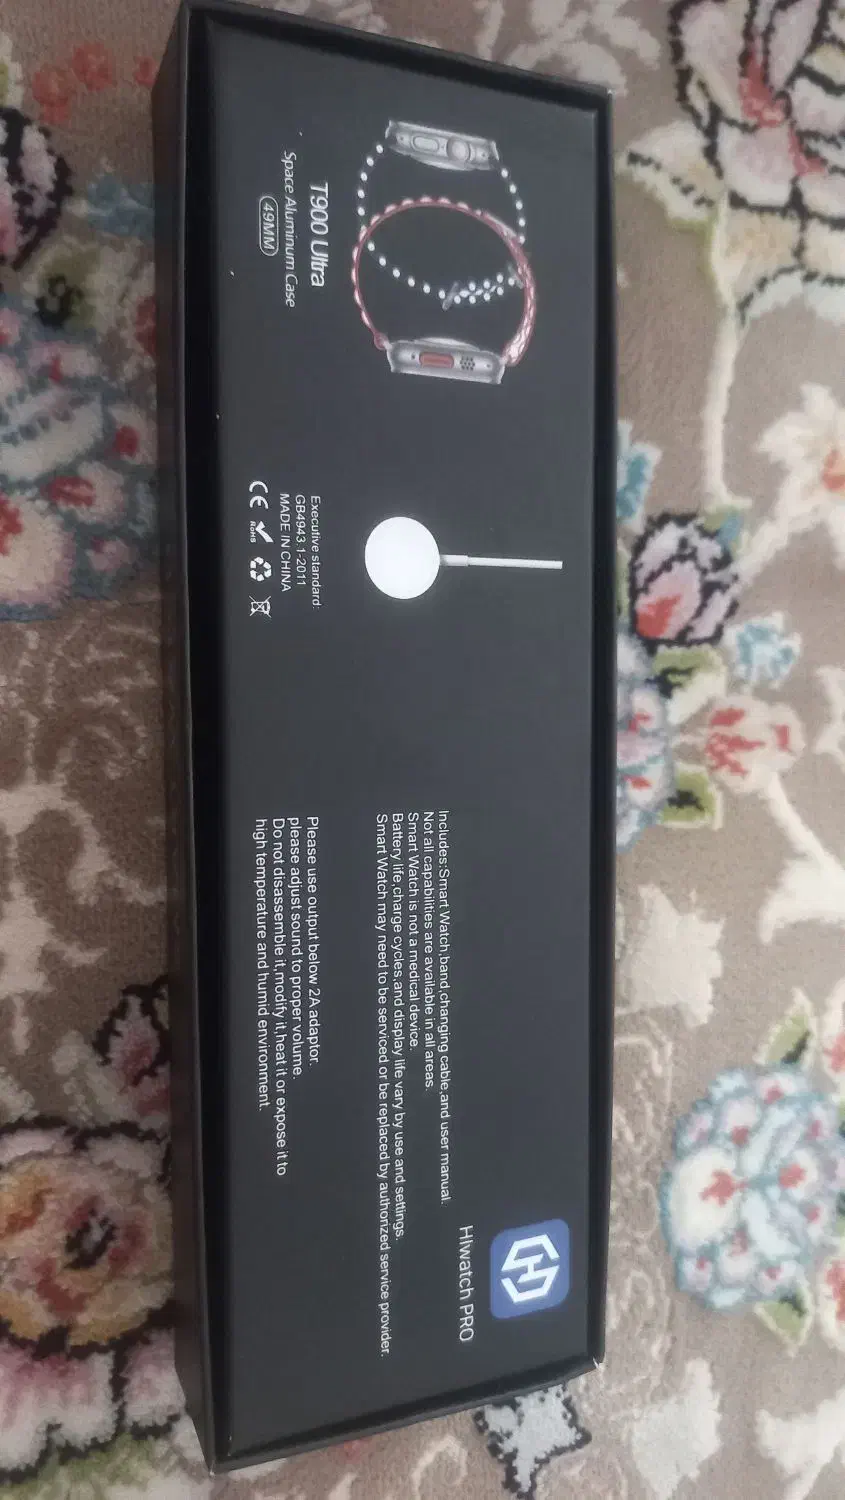 T900 Ultra
Space Aluminum Case
49MM
Executive standard:
GB4943.1-2011
MADE IN CHINA
CE RoHS
Includes:Smart Watch,band,changing cable,and user manual.
Not all capabilities are available in all areas.
Smart Watch is not a medical device.
Battery life,charge cycles,and display life vary by use and settings.
Smart Watch may need to be serviced or be replaced by authorized service provider.
Please use output below 2A adaptor.
please adjust sound to proper volume.
Do not disassemble it,modify it,heat it or expose it to
high temperature and humid environment.
HIwatch PRO